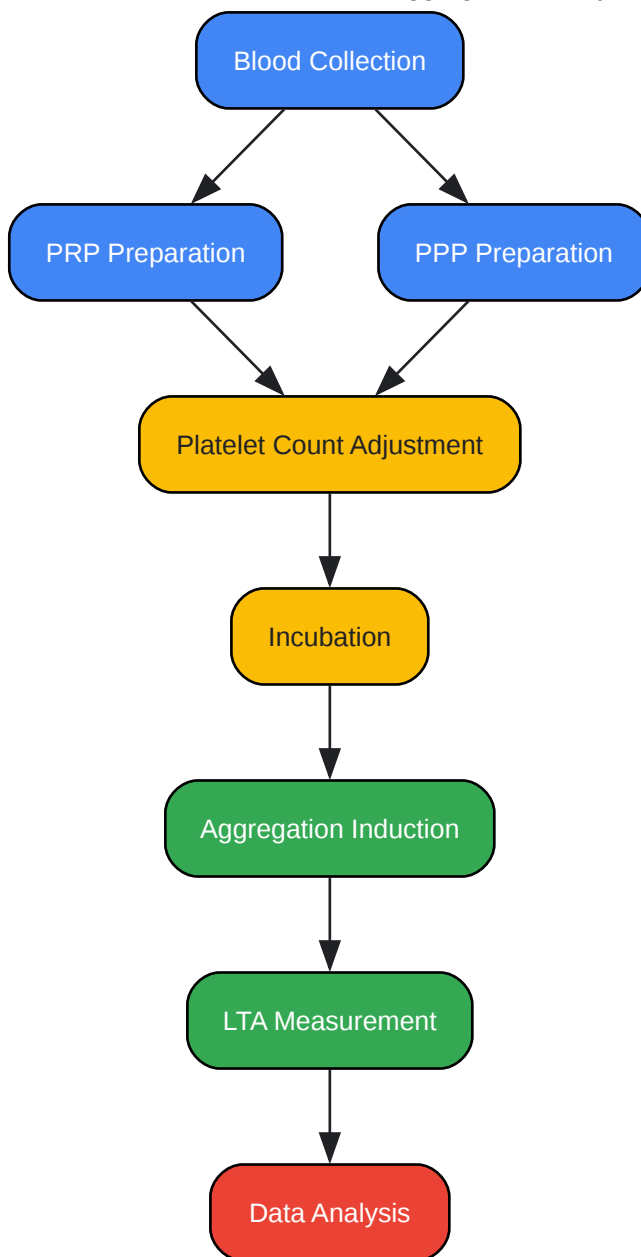 Blood Collection
PRP Preparation
PPP Preparation
Platelet Count Adjustment
Incubation
Aggregation Induction
LTA Measurement
Data Analysis